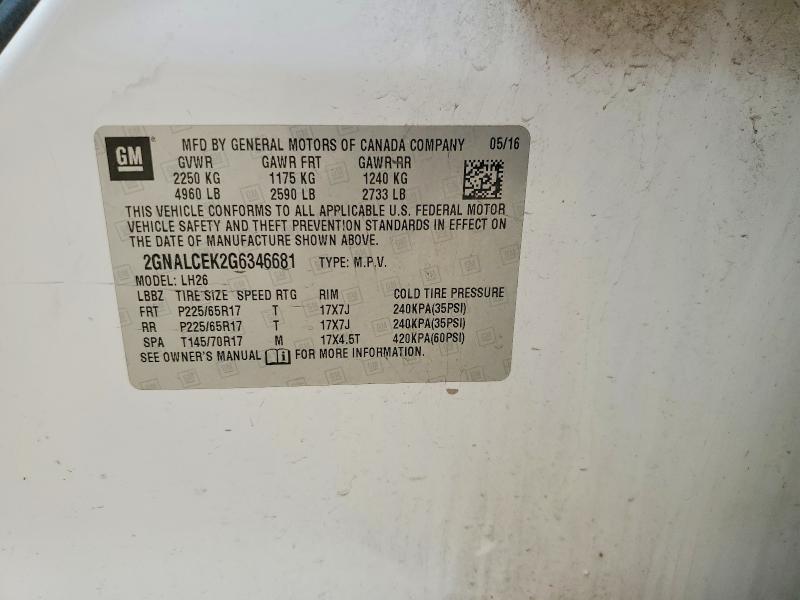 GM
MFD BY GENERAL MOTORS OF CANADA COMPANY 05/16
GVWR GAWR FRT GAWR RR
2250 KG 1175 KG 1240 KG
4960 LB 2590 LB 2733 LB
THIS VEHICLE CONFORMS TO ALL APPLICABLE U.S. FEDERAL MOTOR
VEHICLE SAFETY AND THEFT PREVENTION STANDARDS IN EFFECT ON
THE DATE OF MANUFACTURE SHOWN ABOVE.
2GNALCEK2G6346681 TYPE: M.P.V.
MODEL: LH26
LBBZ TIRE SIZE SPEED RTG RIM COLD TIRE PRESSURE
FRT P225/65R17 T 17X7J 240KPA(35PSI)
RR P225/65R17 T 17X7J 240KPA(35PSI)
SPA T145/70R17 M 17X4.5T 420KPA(60PSI)
SEE OWNER'S MANUAL FOR MORE INFORMATION.